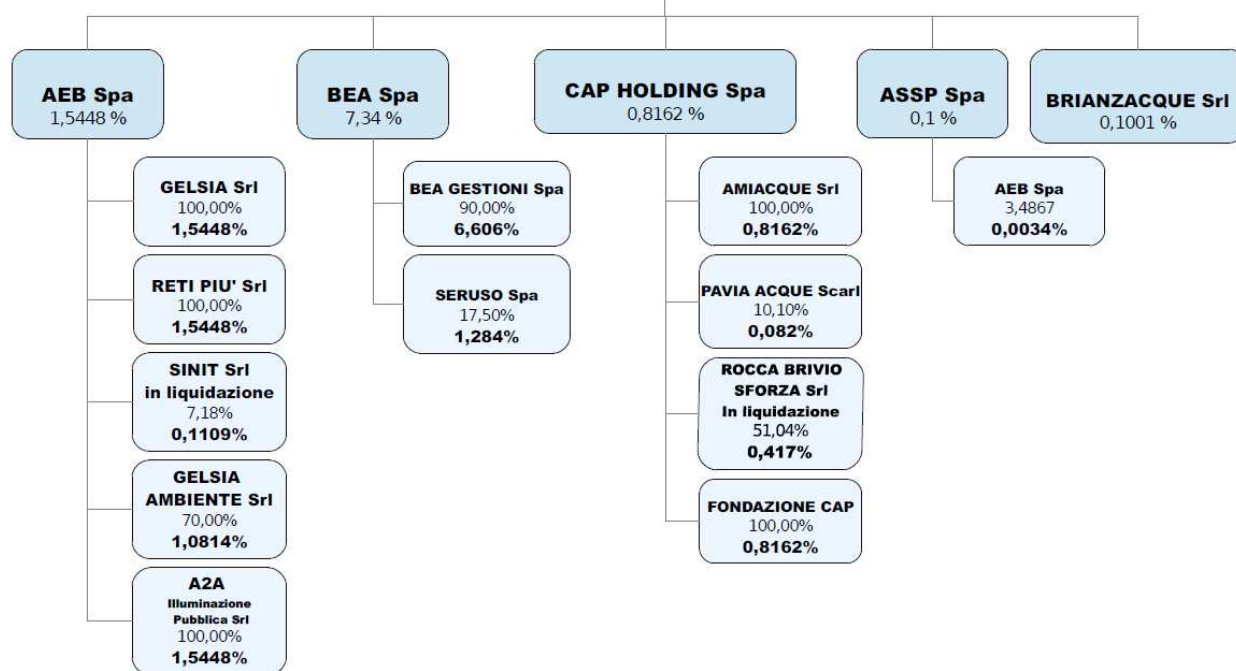 AEB Spa
1,5448 %
BEA Spa
7,34 %
CAP HOLDING Spa
0,8162 %
ASSP Spa
0,1 %
BRIANZACQUE Srl
0,1001 %
GELSIA Srl
100,00%
1,5448%
RETI PIU' Srl
100,00%
1,5448%
SINIT Srl
in liquidazione
7,18%
0,1109%
GELSIA
AMBIENTE Srl
70,00%
1,0814%
A2A
Illuminazione
Pubblica Srl
100,00%
1,5448%
BEA GESTIONI Spa
90,00%
6,606%
SERUSO Spa
17,50%
1,284%
AMIACQUE Srl
100,00%
0,8162%
PAVIA ACQUE Scarl
10,10%
0,082%
ROCCA BRIVIO
SFORZA Srl
In liquidazione
51,04%
0,417%
FONDAZIONE CAP
100,00%
0,8162%
AEB Spa
3,4867
0,0034%